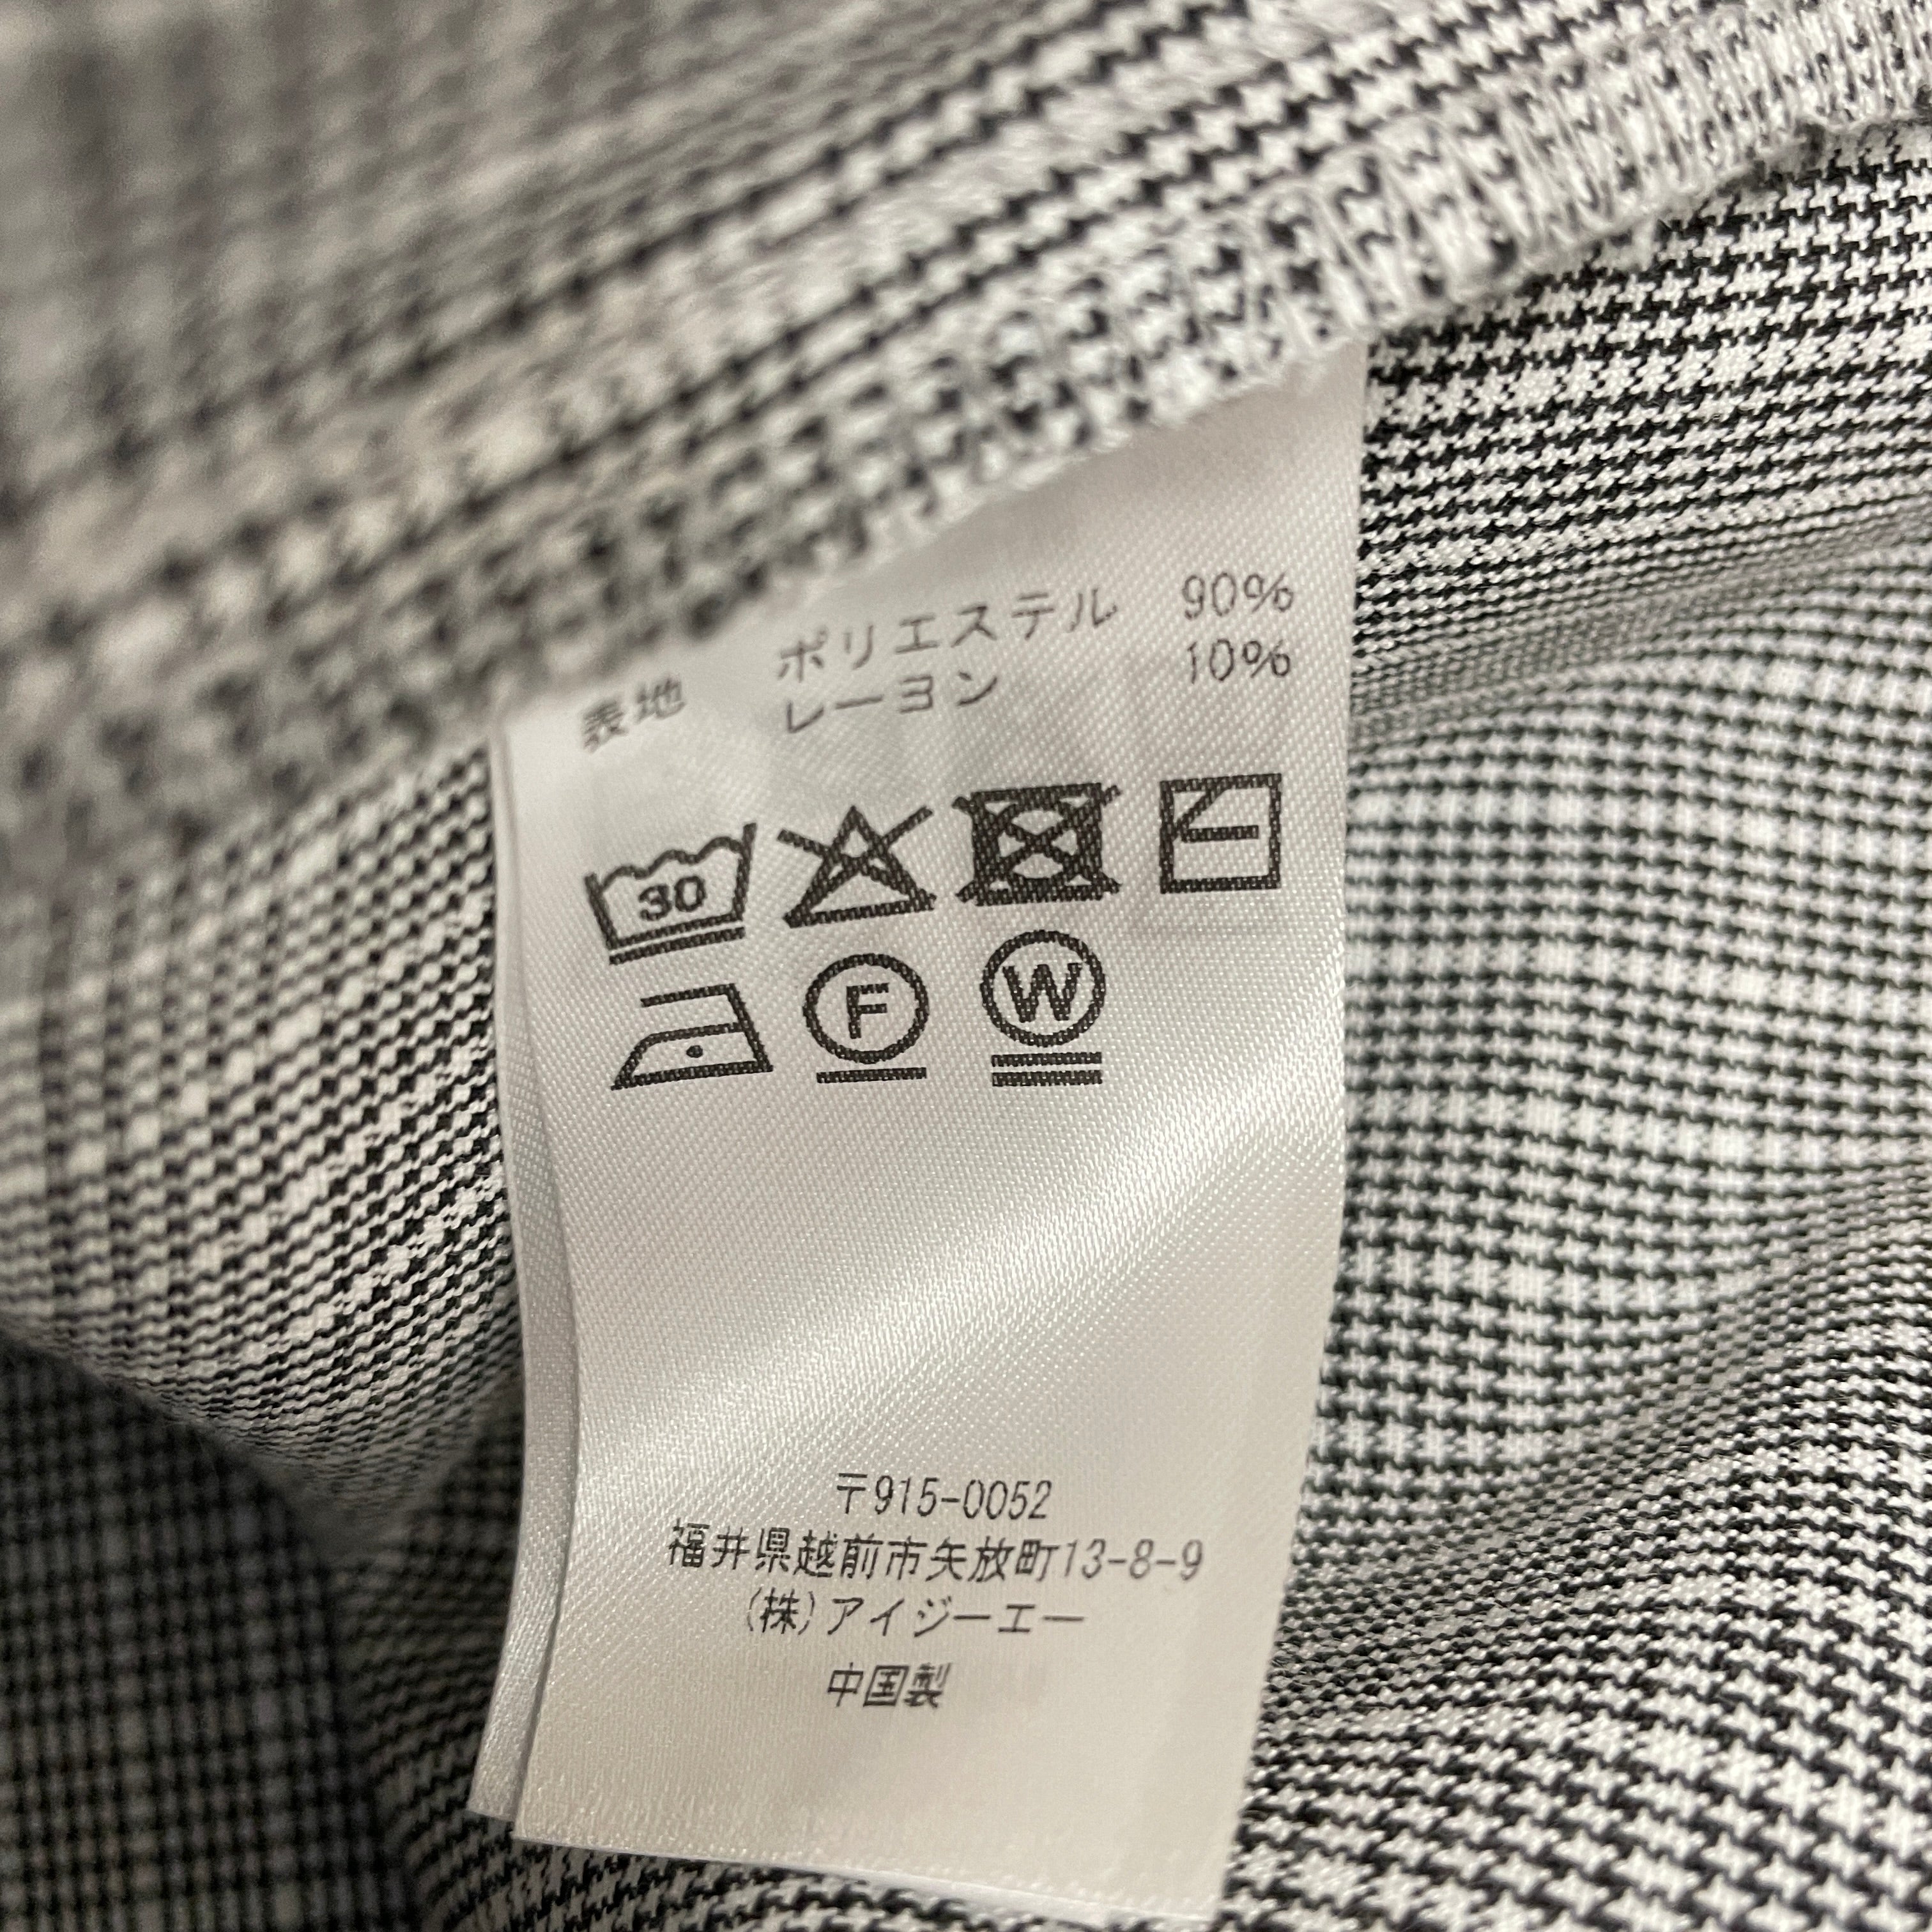 表地 ポリエステル 90%
レーヨン 10%
30
F
W
〒915-0052
福井県越前市矢放町13-8-9
(株)アイジーエー
中国製